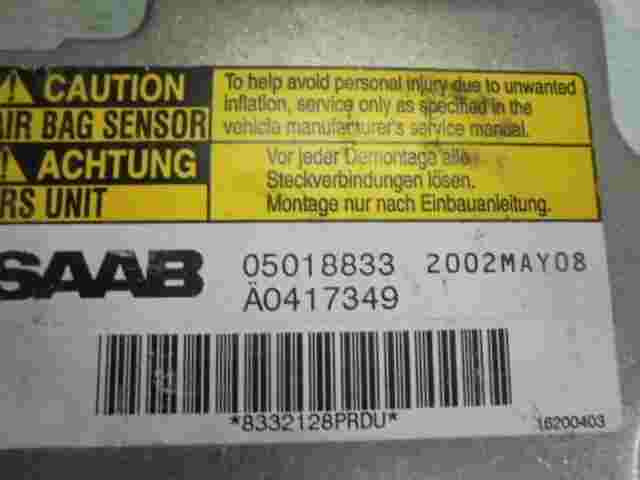 CAUTION
AIR BAG SENSOR
To help avoid personal injury due to unwanted
inflation, service only as specified in the
vehicle manufacturer's service manual.
ACHTUNG
RS UNIT
Vor jeder Demontage alle
Steckverbindungen lösen.
Montage nur nach Einbauanleitung.
SAAB
05018833 2002MAY08
A0417349
*8332128PRDU*
16200403